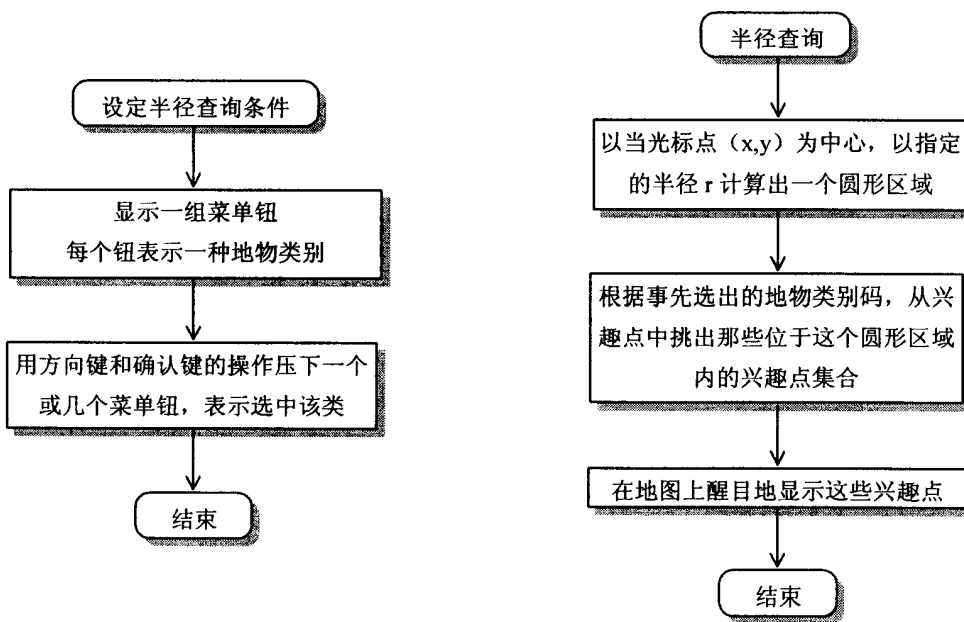 设定半径查询条件
显示一组菜单钮
每个钮表示一种地物类别
用方向键和确认键的操作压下一个
或几个菜单钮，表示选中该类
结束
半径查询
以当光标点（x,y）为中心，以指定
的半径 r 计算出一个圆形区域
根据事先选出的地物类别码，从兴
趣点中挑出那些位于这个圆形区域
内的兴趣点集合
在地图上醒目地显示这些兴趣点
结束